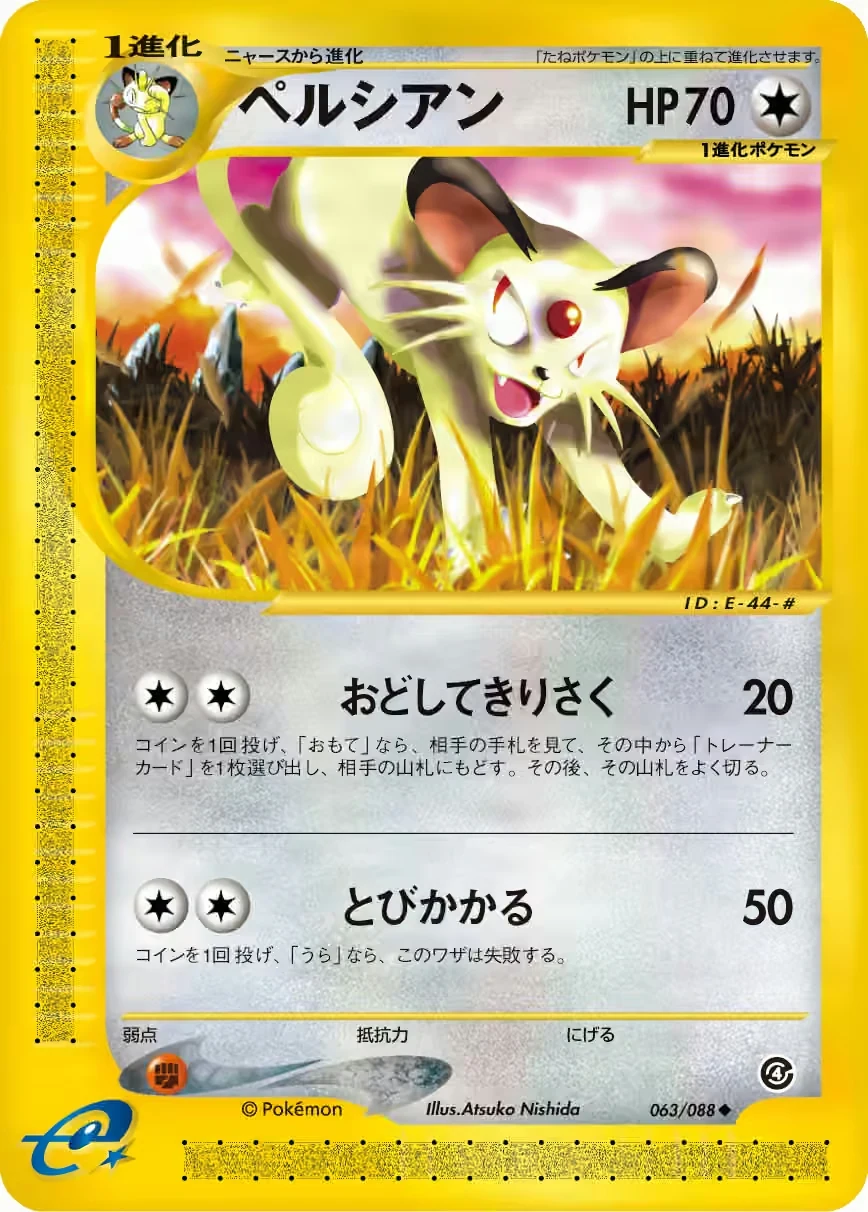 1進化
ニャースから進化
「たねポケモン」の上に重ねて進化させます。
ペルシアン
HP70
1進化ポケモン
ID:E-44-#
おどしてきりさく 20
コインを1回投げ、「おもて」なら、相手の手札を見て、その中から「トレーナー
カード」を1枚選び出し、相手の山札にもどす。その後、その山札をよく切る。
とびかかる 50
コインを1回投げ、「うら」なら、このワザは失敗する。
弱点 抵抗力 にげる
4
© Pokémon Illus.Atsuko Nishida 063/088◆
e